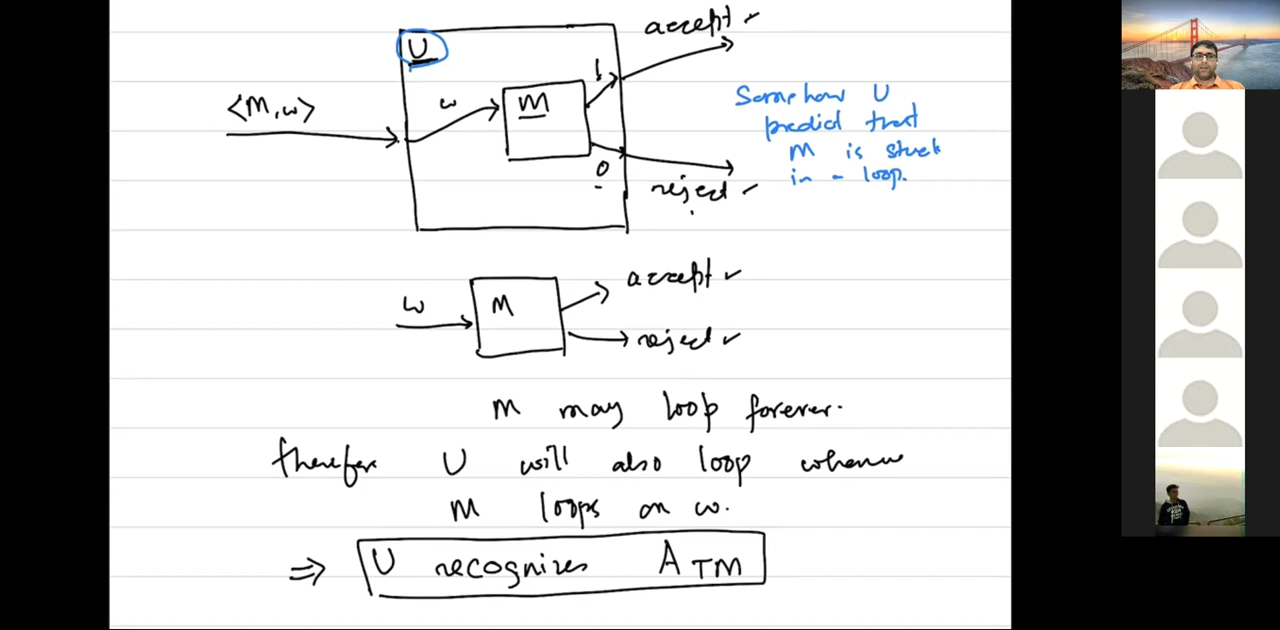 accept ✓
U
1
<M,w>
w
M
Somehow U
predict that
M is stuck
in a loop.
0
reject ✓
w
M
accept ✓
reject ✓
M may loop forever.
therefore U will also loop whenever
M loops on w.
⇒ U recognizes A TM